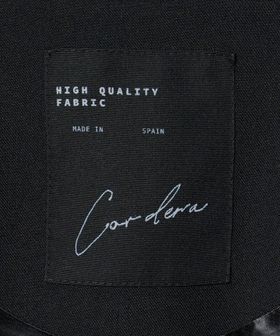 HIGH QUALITY
FABRIC
MADE IN SPAIN
Cordera